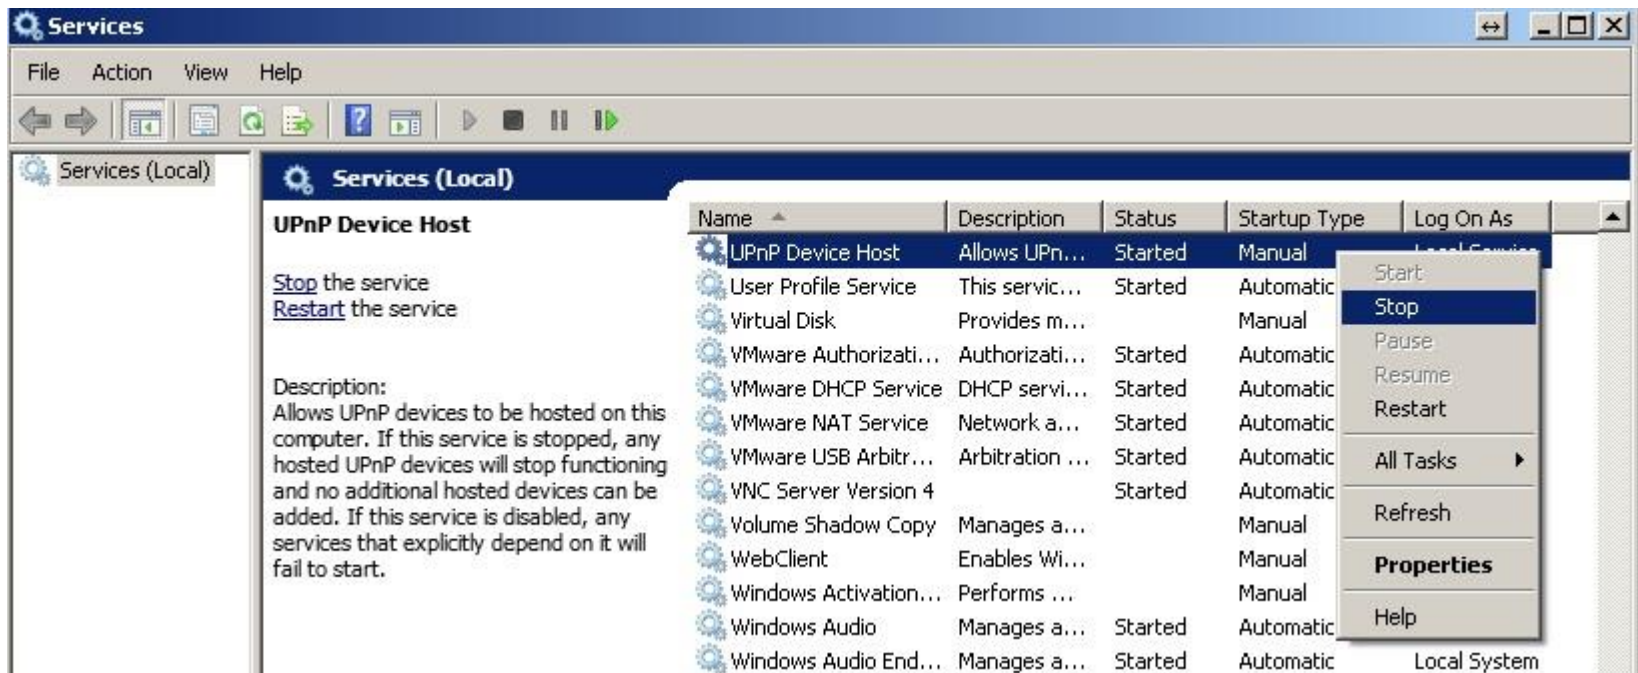 Services
File Action View Help
Services (Local)
Services (Local)
UPnP Device Host
Stop the service
Restart the service
Description:
Allows UPnP devices to be hosted on this
computer. If this service is stopped, any
hosted UPnP devices will stop functioning
and no additional hosted devices can be
added. If this service is disabled, any
services that explicitly depend on it will
fail to start.
Name Description Status Startup Type Log On As
UPnP Device Host Allows UPn... Started Manual Local Service
User Profile Service This servic... Started Automatic
Virtual Disk Provides m... Manual
VMware Authorizati... Authorizati... Started Automatic
VMware DHCP Service DHCP servi... Started Automatic
VMware NAT Service Network a... Started Automatic
VMware USB Arbitr... Arbitration ... Started Automatic
VNC Server Version 4 Started Automatic
Volume Shadow Copy Manages a... Manual
WebClient Enables Wi... Manual
Windows Activation... Performs ... Manual
Windows Audio Manages a... Started Automatic
Windows Audio End... Manages a... Started Automatic Local System
Start
Stop
Pause
Resume
Restart
All Tasks
Refresh
Properties
Help